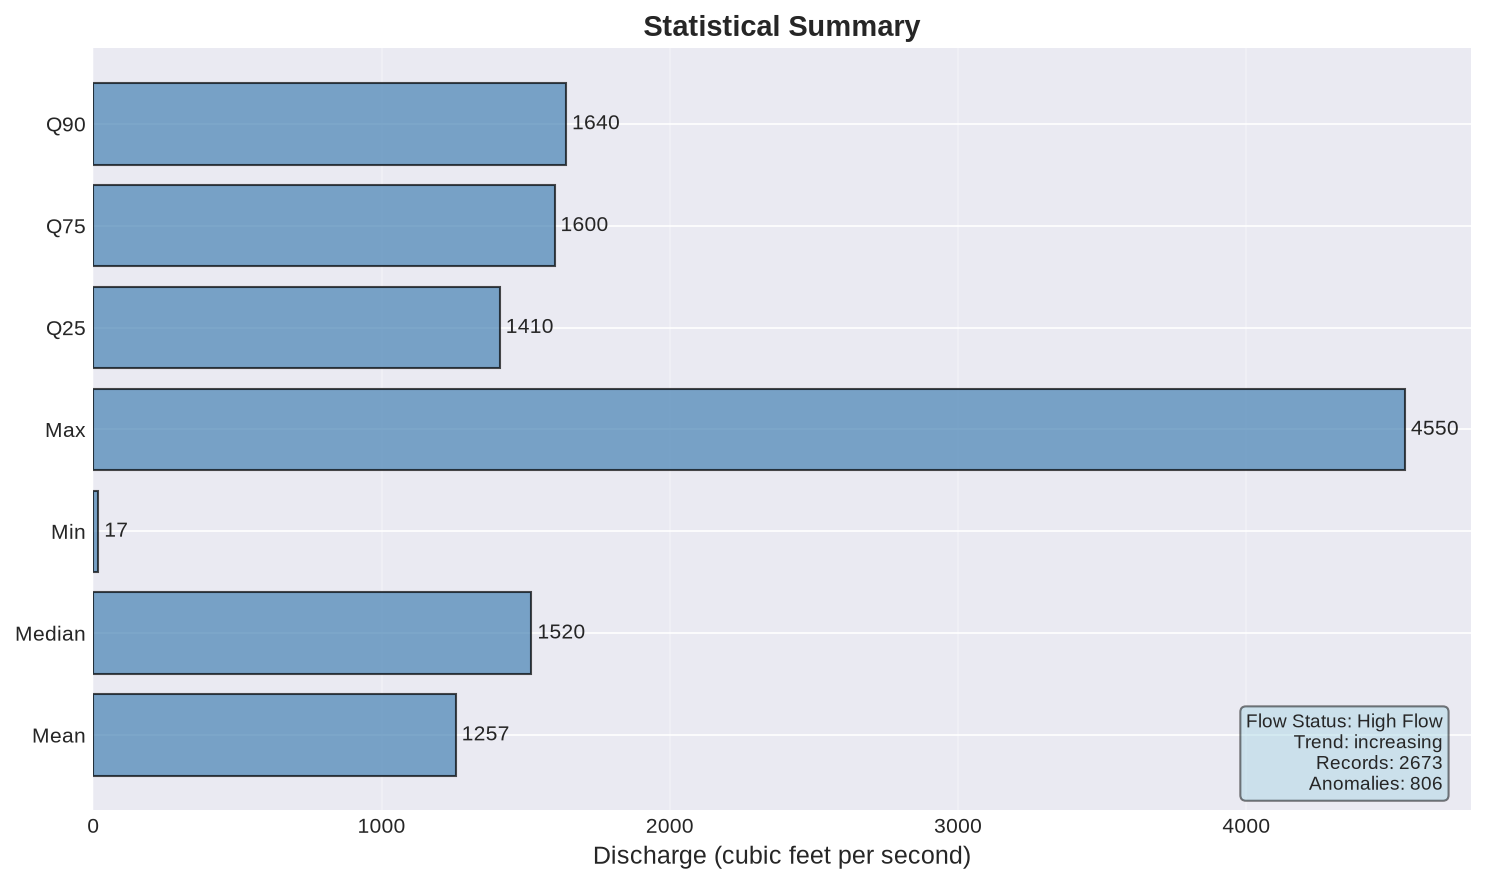 Statistical Summary
Q90
1640
Q75
1600
Q25
1410
Max
4550
Min
17
Median
1520
Mean
1257
Flow Status: High Flow
Trend: increasing
Records: 2673
Anomalies: 806
0 1000 2000 3000 4000
Discharge (cubic feet per second)